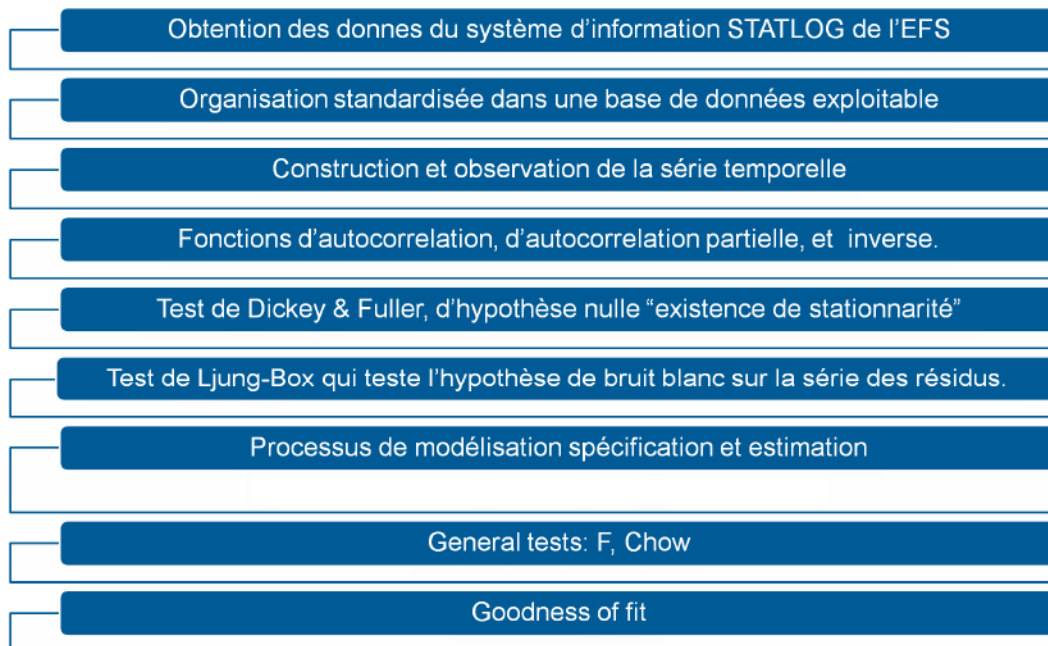 Obtention des donnes du système d'information STATLOG de l'EFS
Organisation standardisée dans une base de données exploitable
Construction et observation de la série temporelle
Fonctions d'autocorrelation, d'autocorrelation partielle, et inverse.
Test de Dickey & Fuller, d'hypothèse nulle “existence de stationnarité”
Test de Ljung-Box qui teste l'hypothèse de bruit blanc sur la série des résidus.
Processus de modélisation spécification et estimation
General tests: F, Chow
Goodness of fit